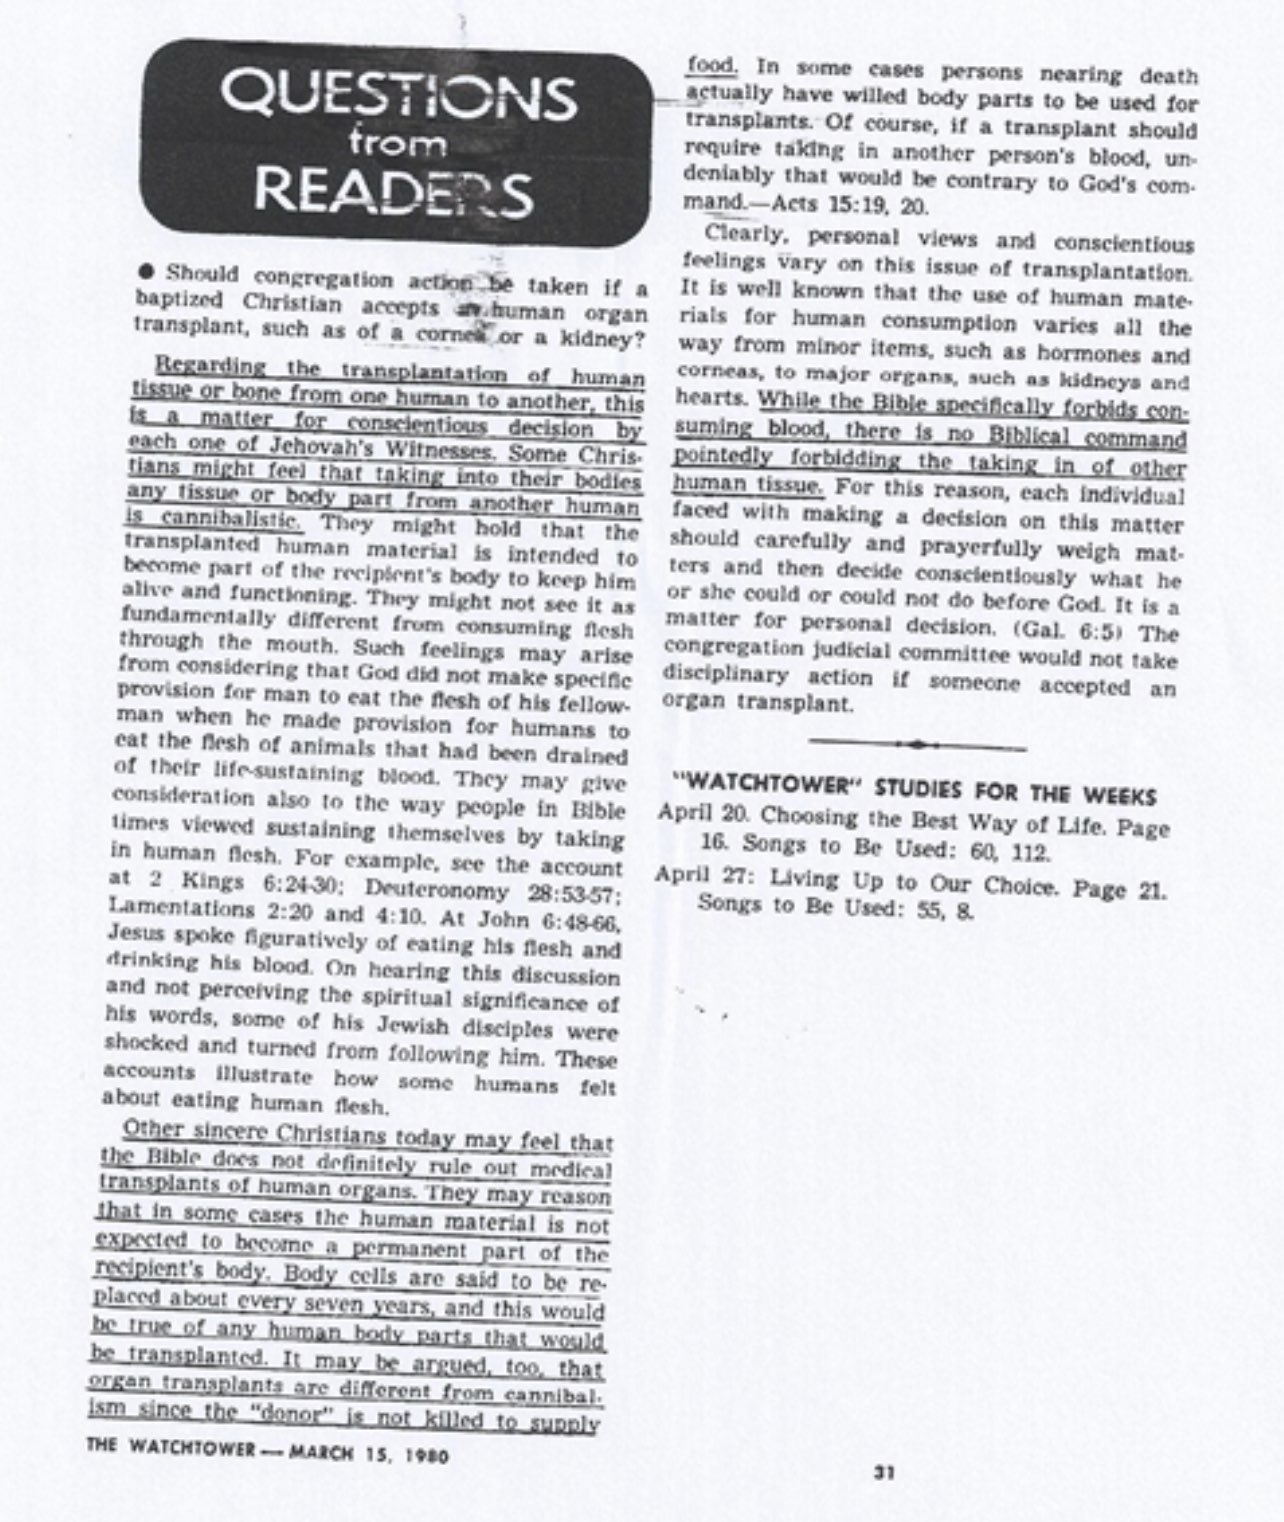 QUESTIONS
from
READERS
● Should congregation action be taken if a
baptized Christian accepts a human organ
transplant, such as of a cornea or a kidney?
Regarding the transplantation of human
tissue or bone from one human to another, this
is a matter for conscientious decision by
each one of Jehovah's Witnesses. Some Chris-
tians might feel that taking into their bodies
any tissue or body part from another human
is cannibalistic. They might hold that the
transplanted human material is intended to
become part of the recipient's body to keep him
alive and functioning. They might not see it as
fundamentally different from consuming flesh
through the mouth. Such feelings may arise
from considering that God did not make specific
provision for man to eat the flesh of his fellow-
man when he made provision for humans to
eat the flesh of animals that had been drained
of their life-sustaining blood. They may give
consideration also to the way people in Bible
times viewed sustaining themselves by taking
in human flesh. For example, see the account
at 2 Kings 6:24-30; Deuteronomy 28:53-57;
Lamentations 2:20 and 4:10. At John 6:48-66,
Jesus spoke figuratively of eating his flesh and
drinking his blood. On hearing this discussion
and not perceiving the spiritual significance of
his words, some of his Jewish disciples were
shocked and turned from following him. These
accounts illustrate how some humans felt
about eating human flesh.
Other sincere Christians today may feel that
the Bible does not definitely rule out medical
transplants of human organs. They may reason
that in some cases the human material is not
expected to become a permanent part of the
recipient's body. Body cells are said to be re-
placed about every seven years, and this would
be true of any human body parts that would
be transplanted. It may be argued, too, that
organ transplants are different from cannibal-
ism since the "donor" is not killed to supply
food. In some cases persons nearing death
actually have willed body parts to be used for
transplants. Of course, if a transplant should
require taking in another person's blood, un-
deniably that would be contrary to God's com-
mand.—Acts 15:19, 20.
Clearly, personal views and conscientious
feelings vary on this issue of transplantation.
It is well known that the use of human mate-
rials for human consumption varies all the
way from minor items, such as hormones and
corneas, to major organs, such as kidneys and
hearts. While the Bible specifically forbids con-
suming blood, there is no Biblical command
pointedly forbidding the taking in of other
human tissue. For this reason, each individual
faced with making a decision on this matter
should carefully and prayerfully weigh mat-
ters and then decide conscientiously what he
or she could or could not do before God. It is a
matter for personal decision. (Gal. 6:5) The
congregation judicial committee would not take
disciplinary action if someone accepted an
organ transplant.
"WATCHTOWER" STUDIES FOR THE WEEKS
April 20. Choosing the Best Way of Life. Page
16. Songs to Be Used: 60, 112.
April 27: Living Up to Our Choice. Page 21.
Songs to Be Used: 55, 8.
THE WATCHTOWER — MARCH 15, 1980
31